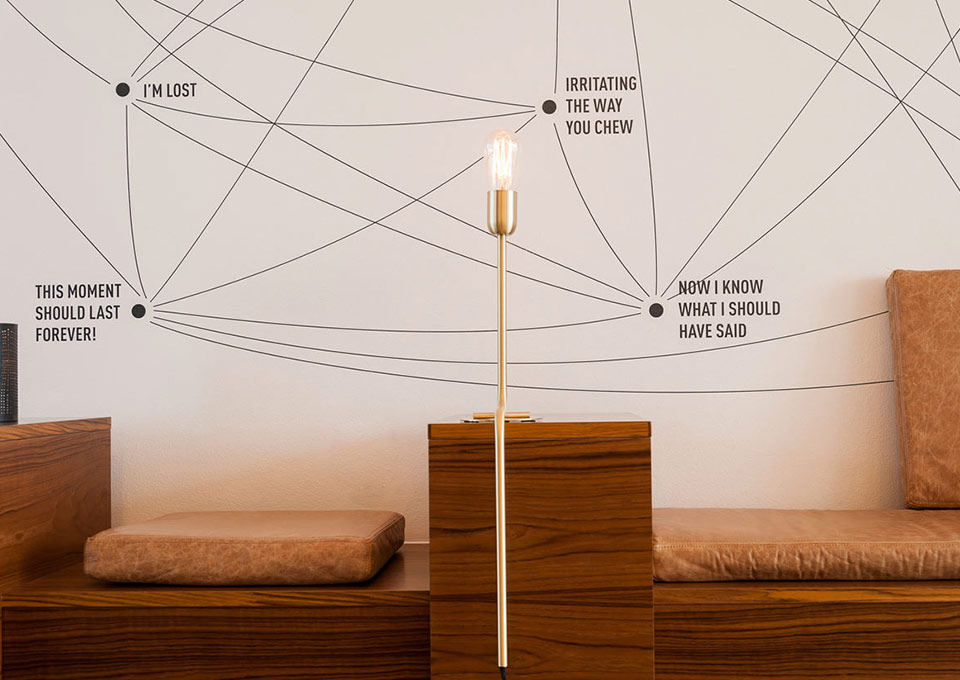 I'M LOST
IRRITATING
THE WAY
YOU CHEW
THIS MOMENT
SHOULD LAST
FOREVER!
NOW I KNOW
WHAT I SHOULD
HAVE SAID